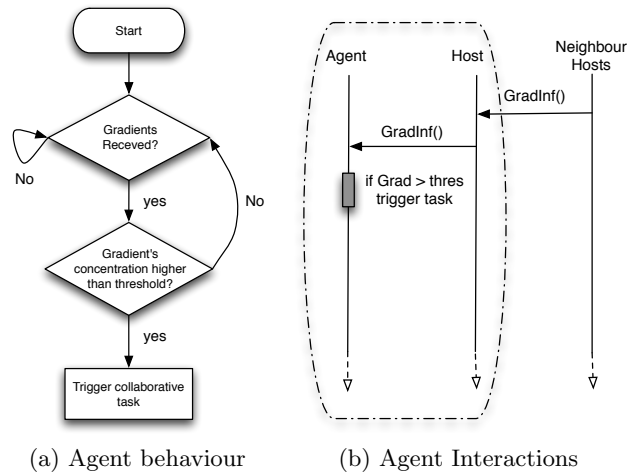 Start
Gradients
Receved?
No
yes
No
Gradient's
concentration higher
than threshold?
yes
Trigger collaborative
task
(a) Agent behaviour
Agent
Host
Neighbour
Hosts
GradInf()
GradInf()
if Grad > thres
trigger task
(b) Agent Interactions